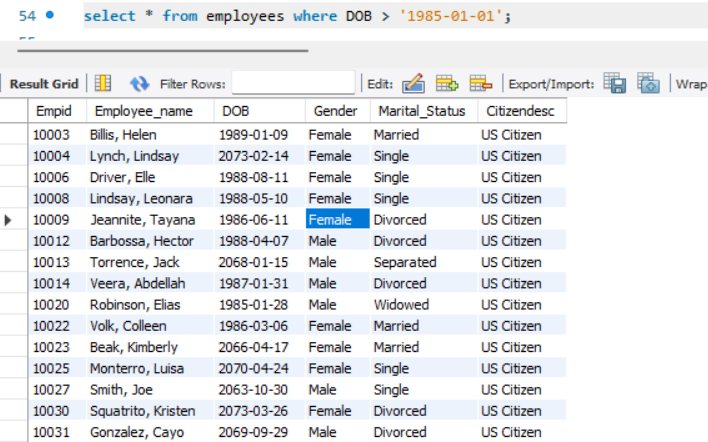 54 select * from employees where DOB > '1985-01-01';
Result Grid Filter Rows: Edit: Export/Import: Wrap
Empid Employee_name DOB Gender Marital_Status Citizendesc
10003 Billis, Helen 1989-01-09 Female Married US Citizen
10004 Lynch, Lindsay 2073-02-14 Female Single US Citizen
10006 Driver, Elle 1988-08-11 Female Single US Citizen
10008 Lindsay, Leonara 1988-05-10 Female Single US Citizen
10009 Jeannite, Tayana 1986-06-11 Female Divorced US Citizen
10012 Barbossa, Hector 1988-04-07 Male Divorced US Citizen
10013 Torrence, Jack 2068-01-15 Male Separated US Citizen
10014 Veera, Abdellah 1987-01-31 Male Divorced US Citizen
10020 Robinson, Elias 1985-01-28 Male Widowed US Citizen
10022 Volk, Colleen 1986-03-06 Female Married US Citizen
10023 Beak, Kimberly 2066-04-17 Female Married US Citizen
10025 Monterro, Luisa 2070-04-24 Female Single US Citizen
10027 Smith, Joe 2063-10-30 Male Single US Citizen
10030 Squatrito, Kristen 2073-03-26 Female Divorced US Citizen
10031 Gonzalez, Cayo 2069-09-29 Male Divorced US Citizen